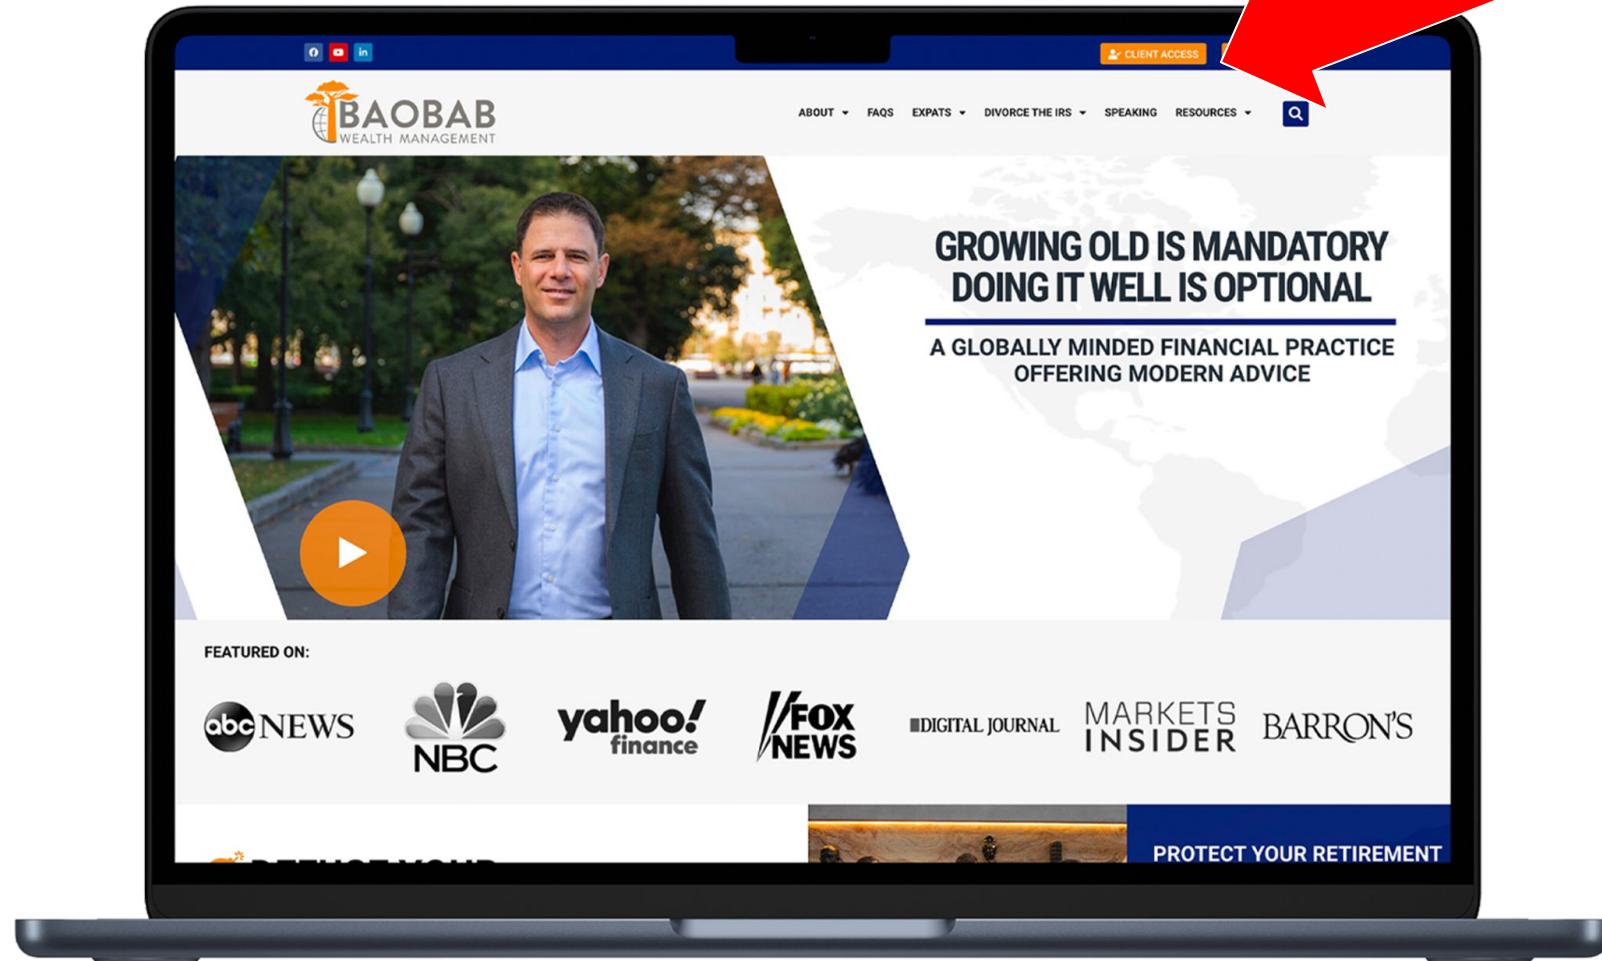 CLIENT ACCESS
BAOBAB
WEALTH MANAGEMENT
ABOUT FAQS EXPATS DIVORCE THE IRS SPEAKING RESOURCES
GROWING OLD IS MANDATORY
DOING IT WELL IS OPTIONAL
A GLOBALLY MINDED FINANCIAL PRACTICE
OFFERING MODERN ADVICE
FEATURED ON:
abc NEWS
NBC
yahoo!
finance
FOX
NEWS
DIGITAL JOURNAL
MARKETS
INSIDER
BARRON'S
PROTECT YOUR RETIREMENT